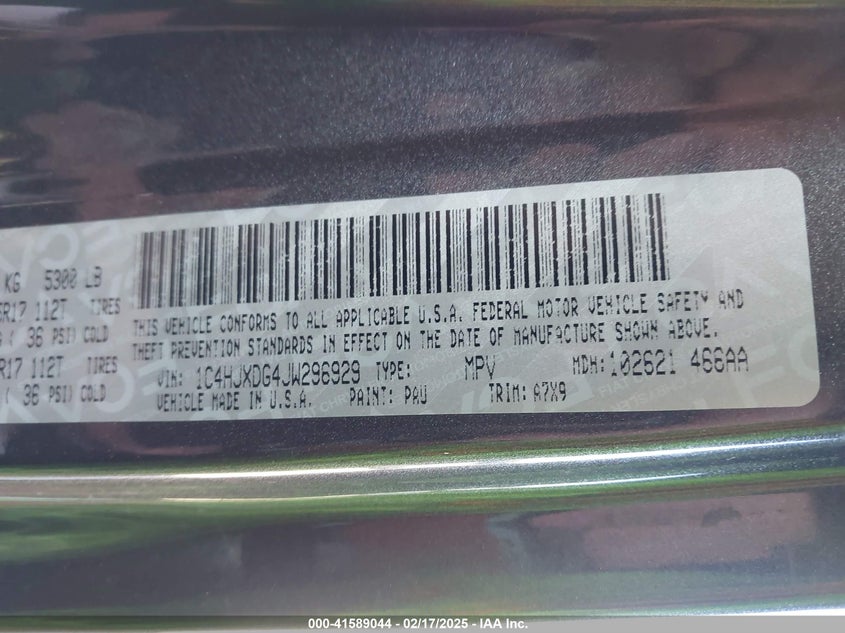 KG 5300 LB
R17 112T TIRES
( 36 PSI) COLD
R17 112T TIRES
( 36 PSI) COLD
THIS VEHICLE CONFORMS TO ALL APPLICABLE U.S.A. FEDERAL MOTOR VEHICLE SAFETY AND
THEFT PREVENTION STANDARDS IN EFFECT ON THE DATE OF MANUFACTURE SHOWN ABOVE.
VIN: 1C4HJXDG4JW296929 TYPE: MPV MDH: 102621 466AA
VEHICLE MADE IN U.S.A. PAINT: PAU TRIM: A7X9
000-41589044 - 02/17/2025 - IAA Inc.